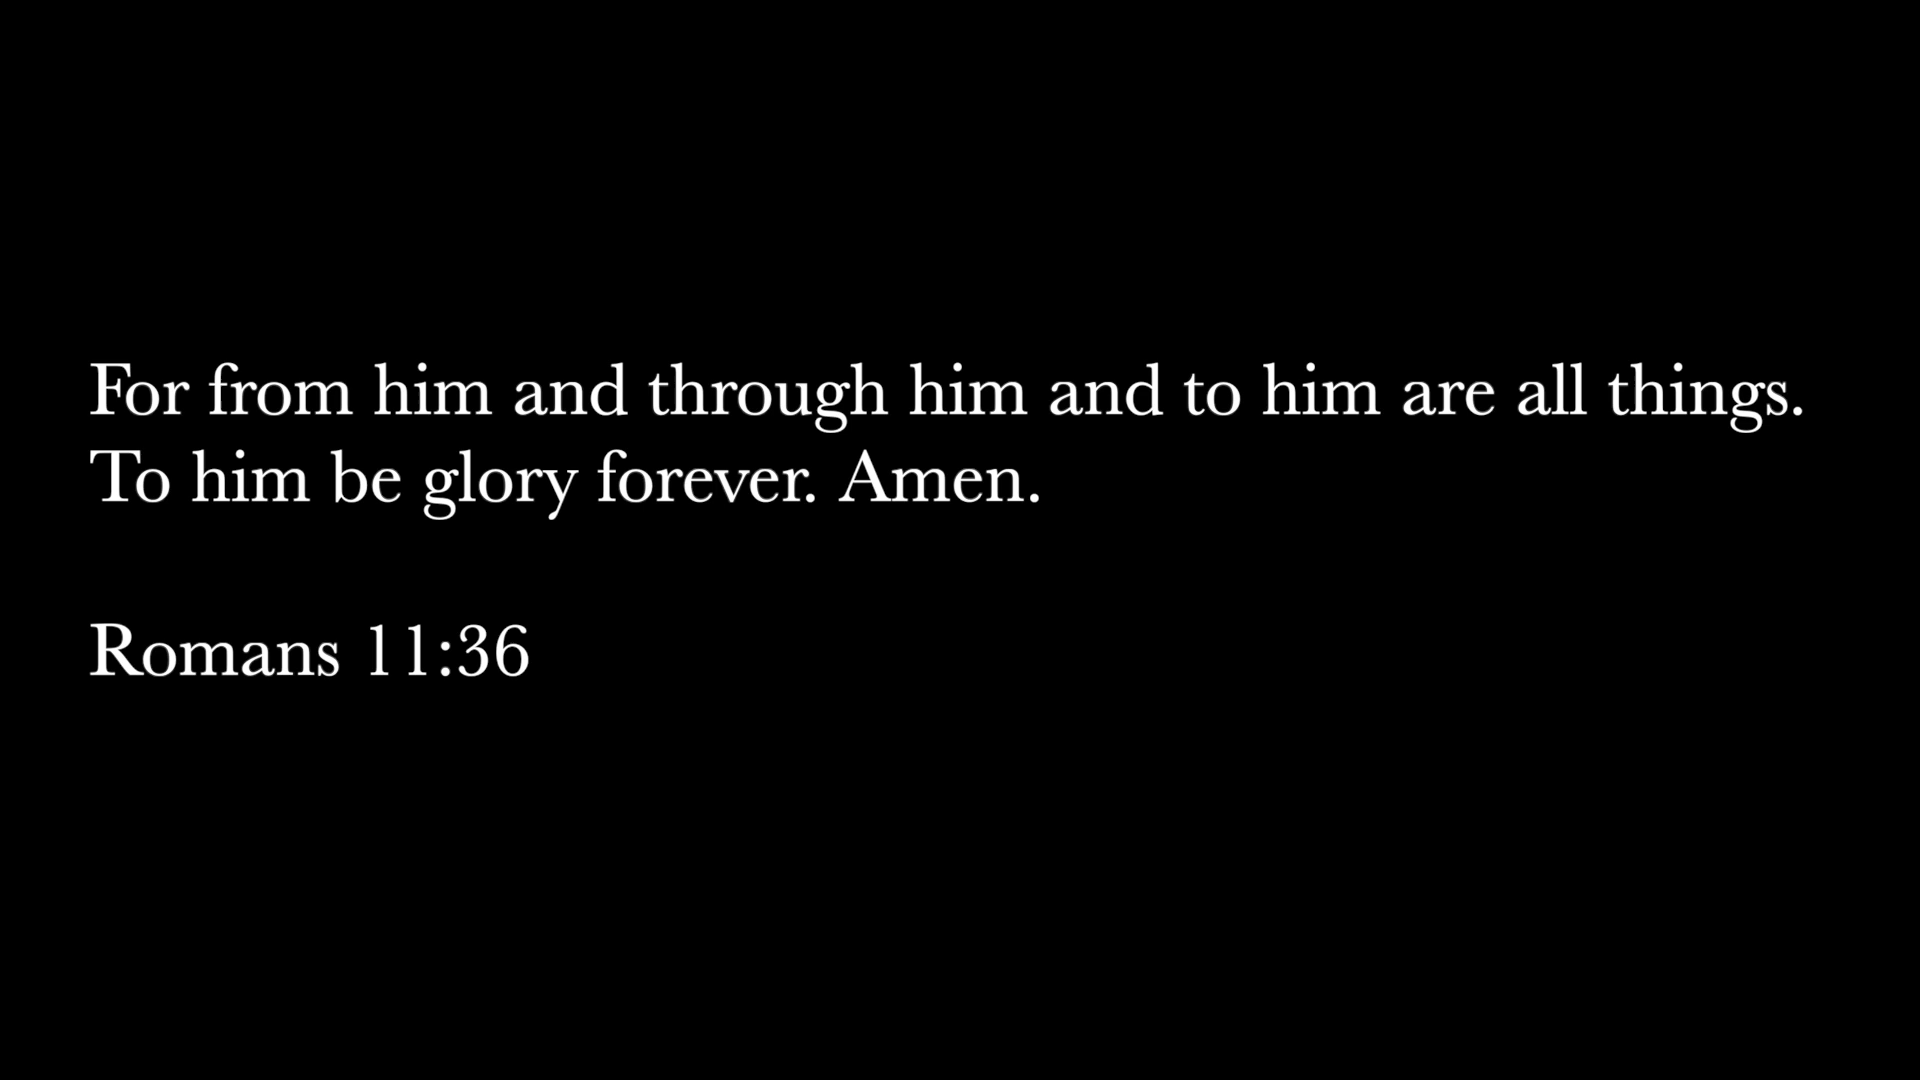 For from him and through him and to him are all things.
To him be glory forever. Amen.
Romans 11:36